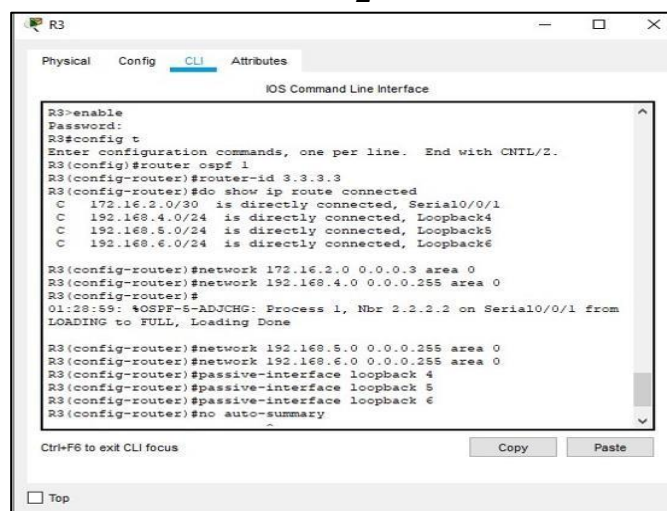 R3
Physical Config CLI Attributes
IOS Command Line Interface
R3>enable
Password:
R3#config t
Enter configuration commands, one per line. End with CNTL/Z.
R3(config)#router ospf 1
R3(config-router)#router-id 3.3.3.3
R3(config-router)#do show ip route connected
C 172.16.2.0/30 is directly connected, Serial0/0/1
C 192.168.4.0/24 is directly connected, Loopback4
C 192.168.5.0/24 is directly connected, Loopback5
C 192.168.6.0/24 is directly connected, Loopback6
R3(config-router)#network 172.16.2.0 0.0.0.3 area 0
R3(config-router)#network 192.168.4.0 0.0.0.255 area 0
R3(config-router)#
01:28:59: %OSPF-5-ADJCHG: Process 1, Nbr 2.2.2.2 on Serial0/0/1 from
LOADING to FULL, Loading Done
R3(config-router)#network 192.168.5.0 0.0.0.255 area 0
R3(config-router)#network 192.168.6.0 0.0.0.255 area 0
R3(config-router)#passive-interface loopback 4
R3(config-router)#passive-interface loopback 5
R3(config-router)#passive-interface loopback 6
R3(config-router)#no auto-summary
Ctrl+F6 to exit CLI focus
Copy Paste
Top